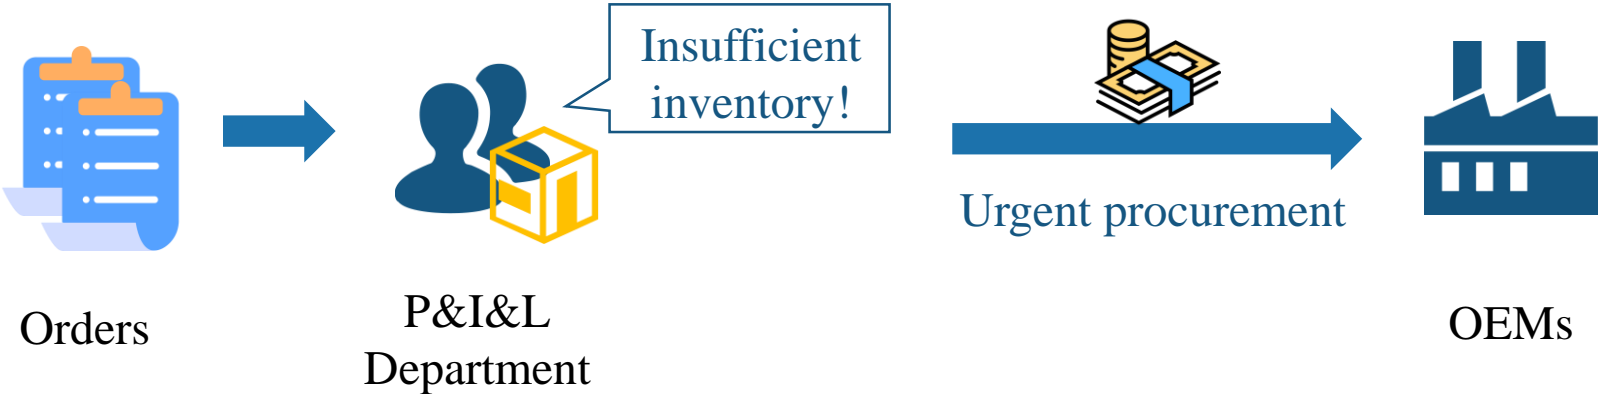 Insufficient
inventory!
Urgent procurement
Orders
P&I&L
Department
OEMs